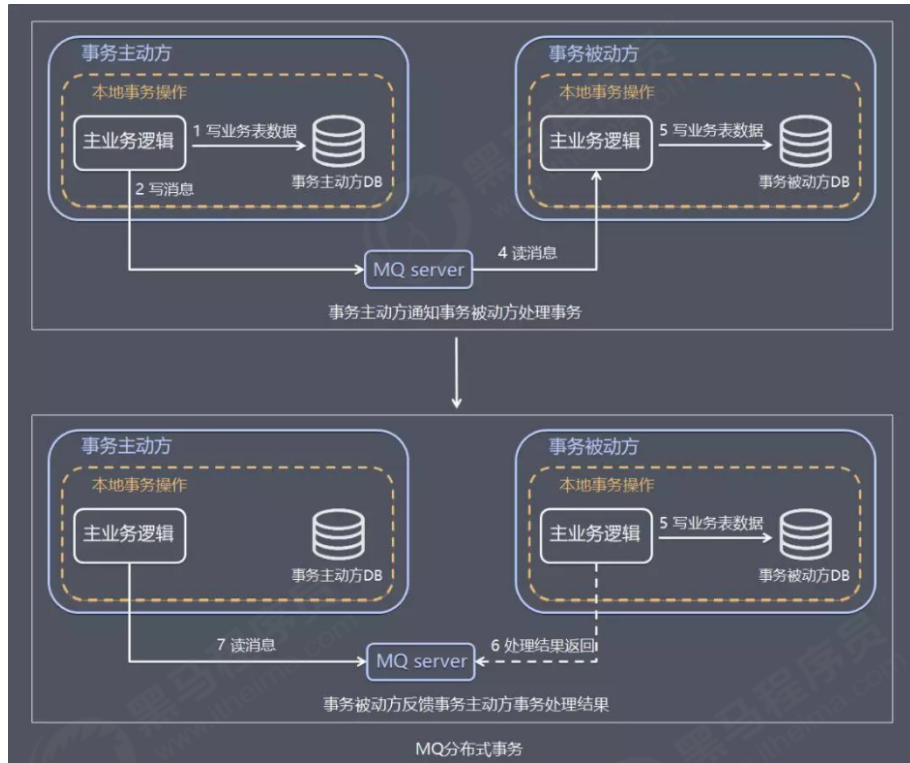 事务主动方
事务被动方
本地事务操作
本地事务操作
主业务逻辑
1 写业务表数据
事务主动方DB
主业务逻辑
5 写业务表数据
事务被动方DB
2 写消息
MQ server
4 读消息
事务主动方通知事务被动方处理事务
事务主动方
事务被动方
本地事务操作
本地事务操作
主业务逻辑
事务主动方DB
主业务逻辑
5 写业务表数据
事务被动方DB
7 读消息
MQ server
6 处理结果返回
事务被动方反馈事务主动方事务处理结果
MQ分布式事务
黑马程序员
www.itheima.com